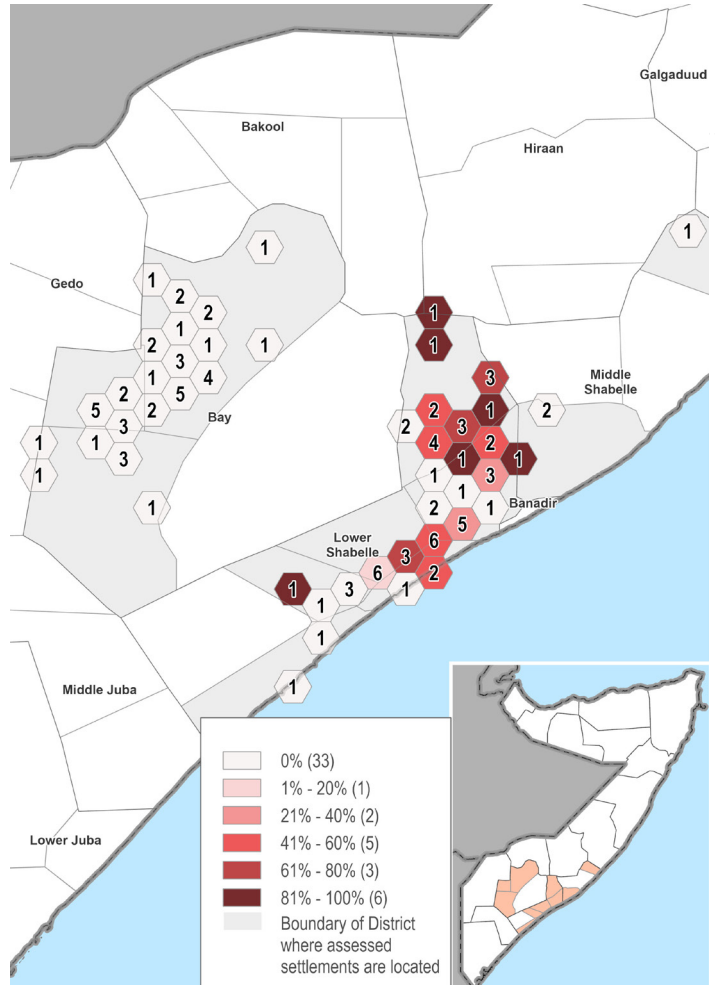 Galgaduud
Bakool
Hiraan
1
1
1
Gedo
2
2 1
1
2 1 1 1
3
1 4 3
Middle
Shabelle
2 5
5 2 2 1 2
Bay
3 2 3
1 1 4 2
3 1 1
1 1 3
1
Banadir
1 2 1
5
Lower
Shabelle
6
3
6 2
1 3 1
1
1
Middle Juba
1
Lower Juba
0% (33)
1% - 20% (1)
21% - 40% (2)
41% - 60% (5)
61% - 80% (3)
81% - 100% (6)
Boundary of District
where assessed
settlements are located